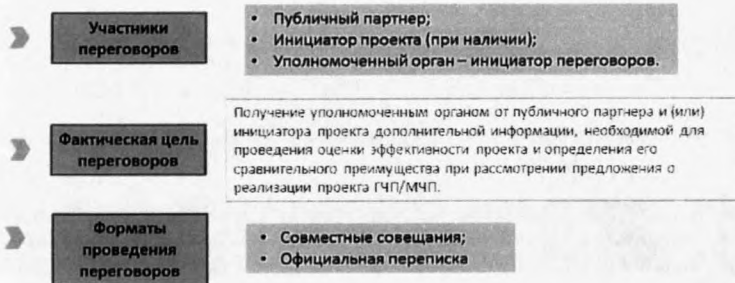 Участники
переговоров
• Публичный партнер;
• Инициатор проекта (при наличии);
• Уполномоченный орган – инициатор переговоров.
Фактическая цель
переговоров
Получение уполномоченным органом от публичного партнера и (или)
инициатора проекта дополнительной информации, необходимой для
проведения оценки эффективности проекта и определения его
сравнительного преимущества при рассмотрении предложения о
реализации проекта ГЧП/МЧП.
Форматы
проведения
переговоров
• Совместные совещания;
• Официальная переписка